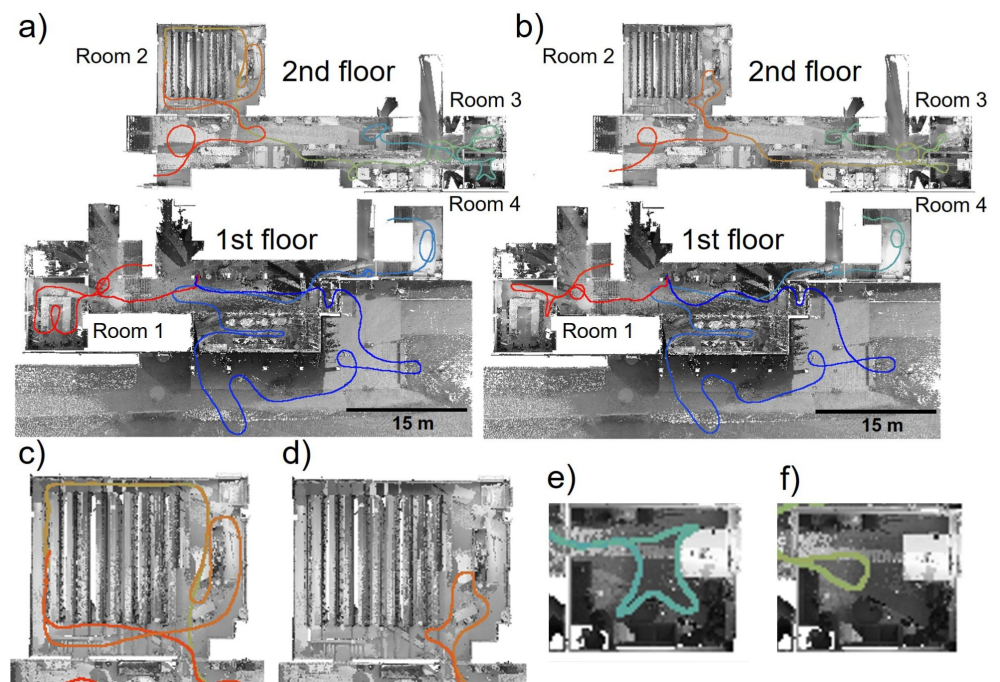 a)
b)
Room 2
2nd floor
Room 3
Room 4
1st floor
Room 1
15 m
Room 2
2nd floor
Room 3
Room 4
1st floor
Room 1
15 m
c)
d)
e)
f)